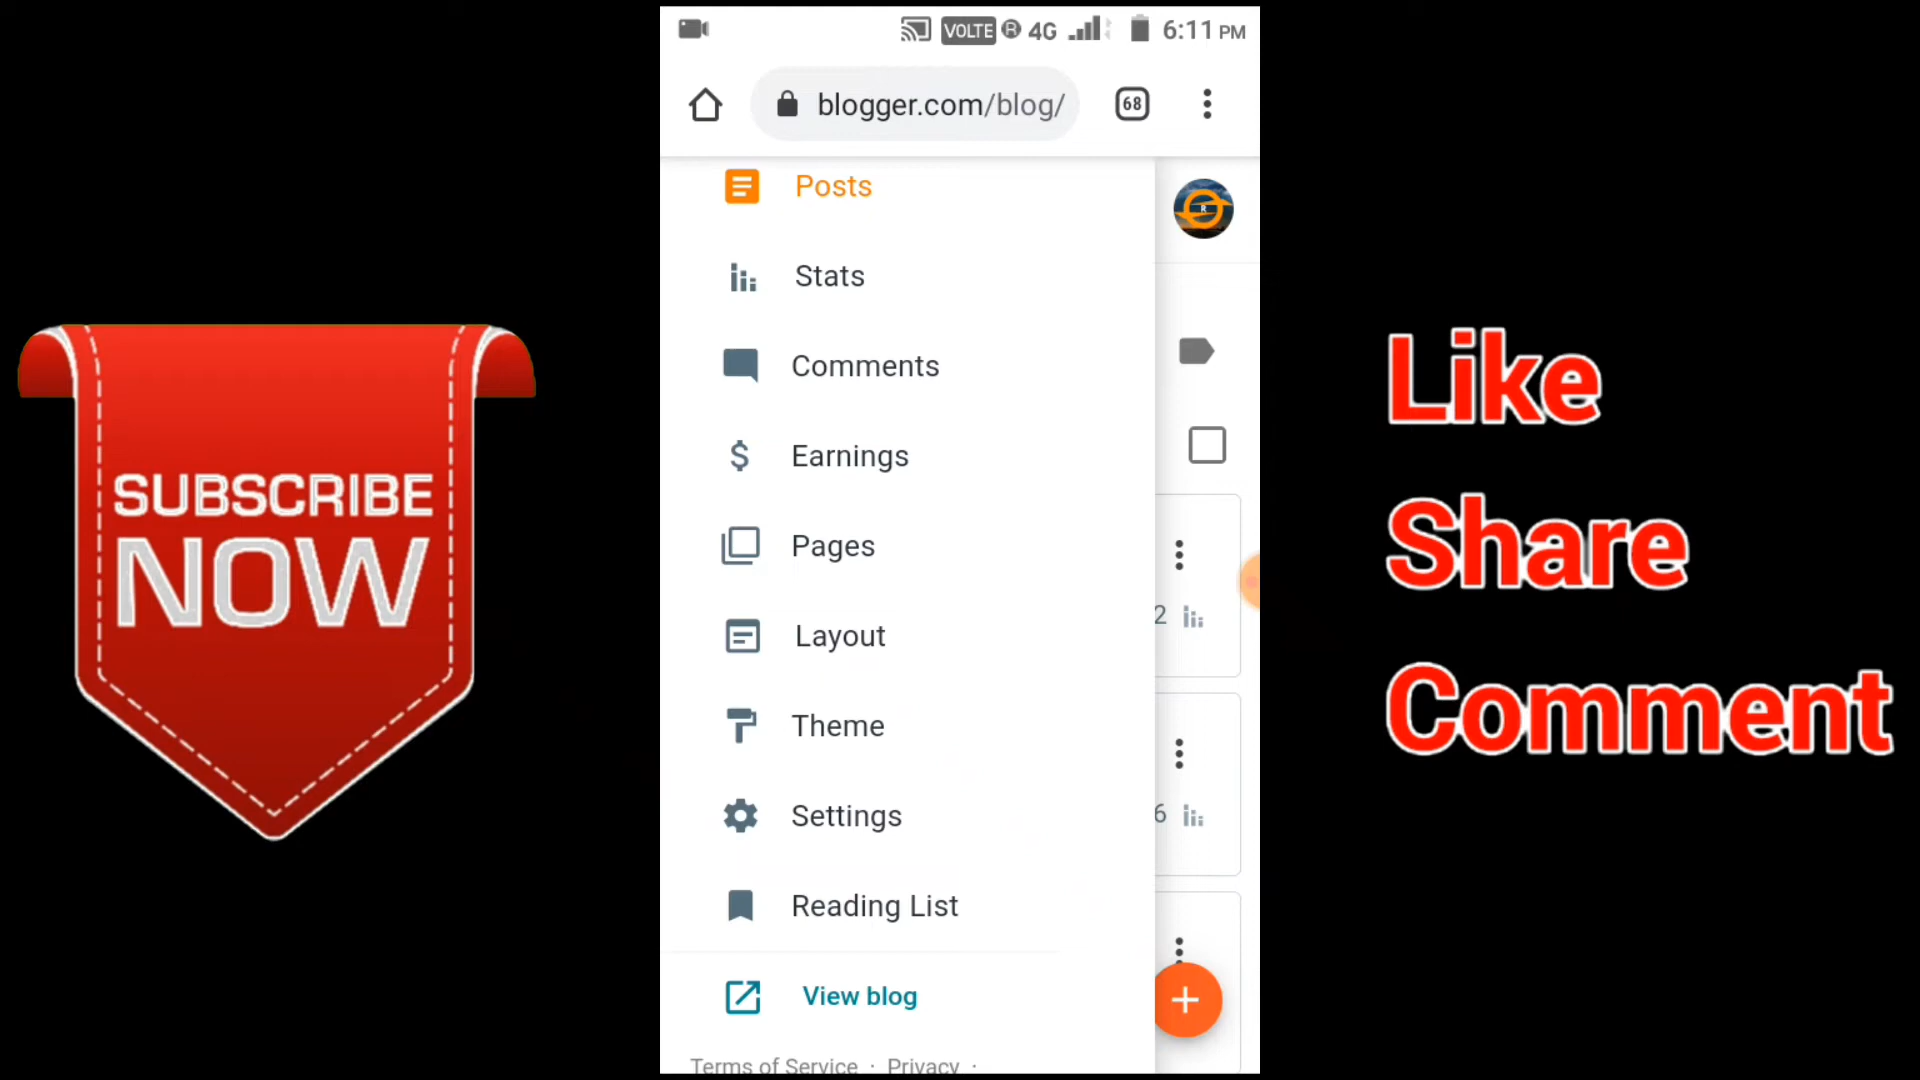 VOLTE R 4G 6:11 PM
blogger.com/blog/ 68
Posts
R
Stats
Comments
Earnings
Pages
2
Layout
Theme
Settings
6
Reading List
View blog
Terms of Service · Privacy ·
SUBSCRIBE
NOW
Like
Share
Comment